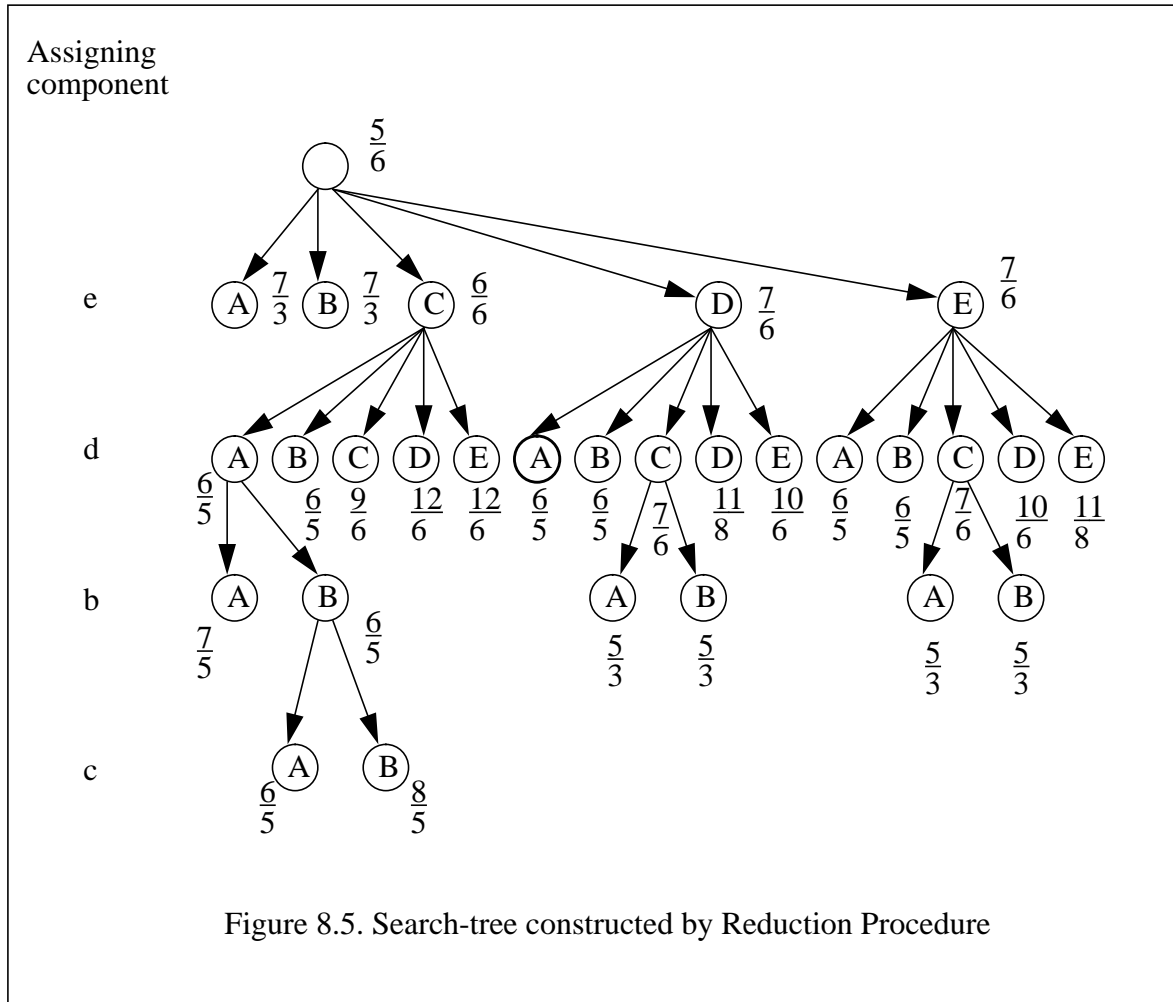 Assigning
component
5/6
e
A 7/3 B 7/3 C 6/6 D 7/6 E 7/6
d
A B C D E A B C D E A B C D E
6/5 6/5 9/6 12/6 12/6 6/5 6/5 7/6 11/8 10/6 6/5 6/5 7/6 10/6 11/8
b
A B A B A B
7/5 6/5 5/3 5/3 5/3 5/3
c
A B
6/5 8/5
Figure 8.5. Search-tree constructed by Reduction Procedure